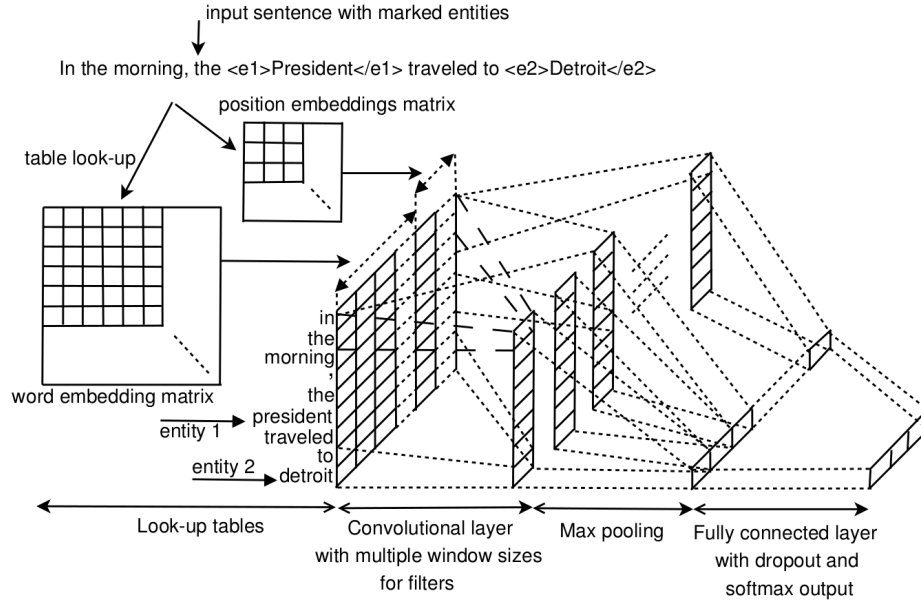 input sentence with marked entities
In the morning, the <e1>President</e1> traveled to <e2>Detroit</e2>
position embeddings matrix
table look-up
in
the
morning
,
the
president
traveled
to
detroit
word embedding matrix
entity 1
entity 2
Look-up tables
Convolutional layer
with multiple window sizes
for filters
Max pooling
Fully connected layer
with dropout and
softmax output